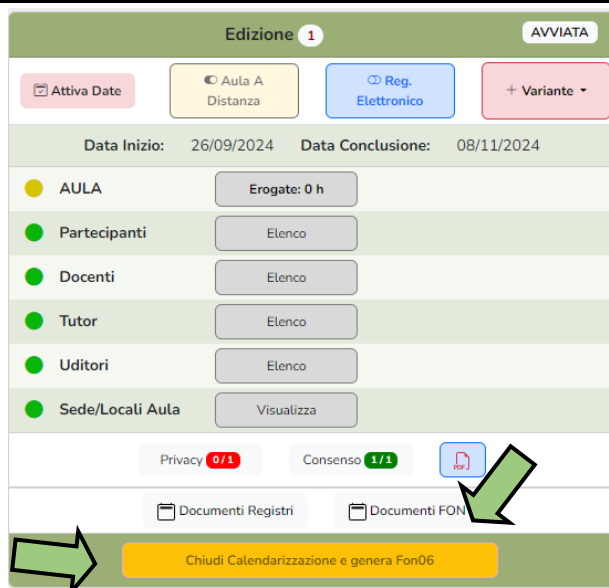 Edizione 1 AVVIATA
Attiva Date
Aula A
Distanza
Reg.
Elettronico
+ Variante
Data Inizio: 26/09/2024 Data Conclusione: 08/11/2024
AULA Erogate: 0 h
Partecipanti Elenco
Docenti Elenco
Tutor Elenco
Uditori Elenco
Sede/Locali Aula Visualizza
Privacy 0/1 Consenso 1/1 PDF
Documenti Registri Documenti FON
Chiudi Calendarizzazione e genera Fon06